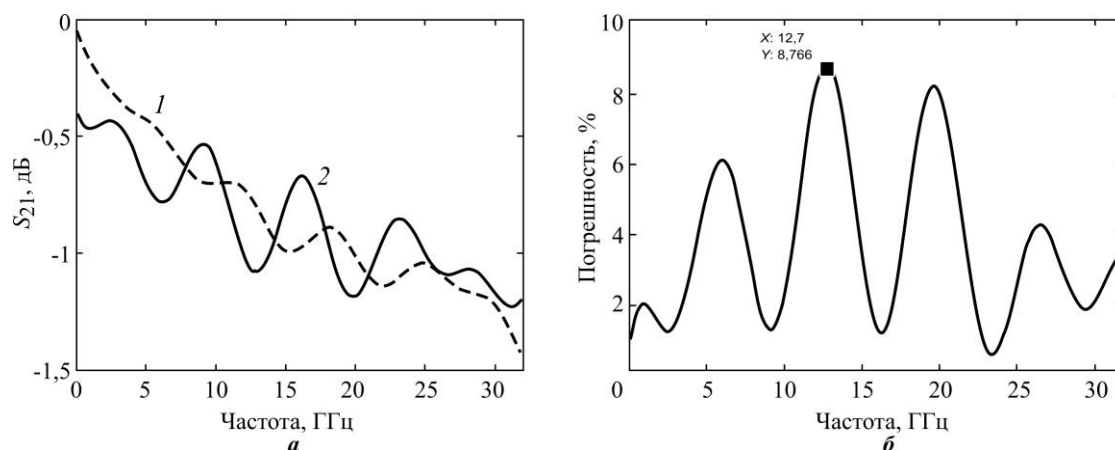 0
-0,5
-1
-1,5
S21, дБ
1
2
0 5 10 15 20 25 30
Частота, ГГц
а
10
8
6
4
2
Погрешность, %
X: 12,7
Y: 8,766
0 5 10 15 20 25 30
Частота, ГГц
б